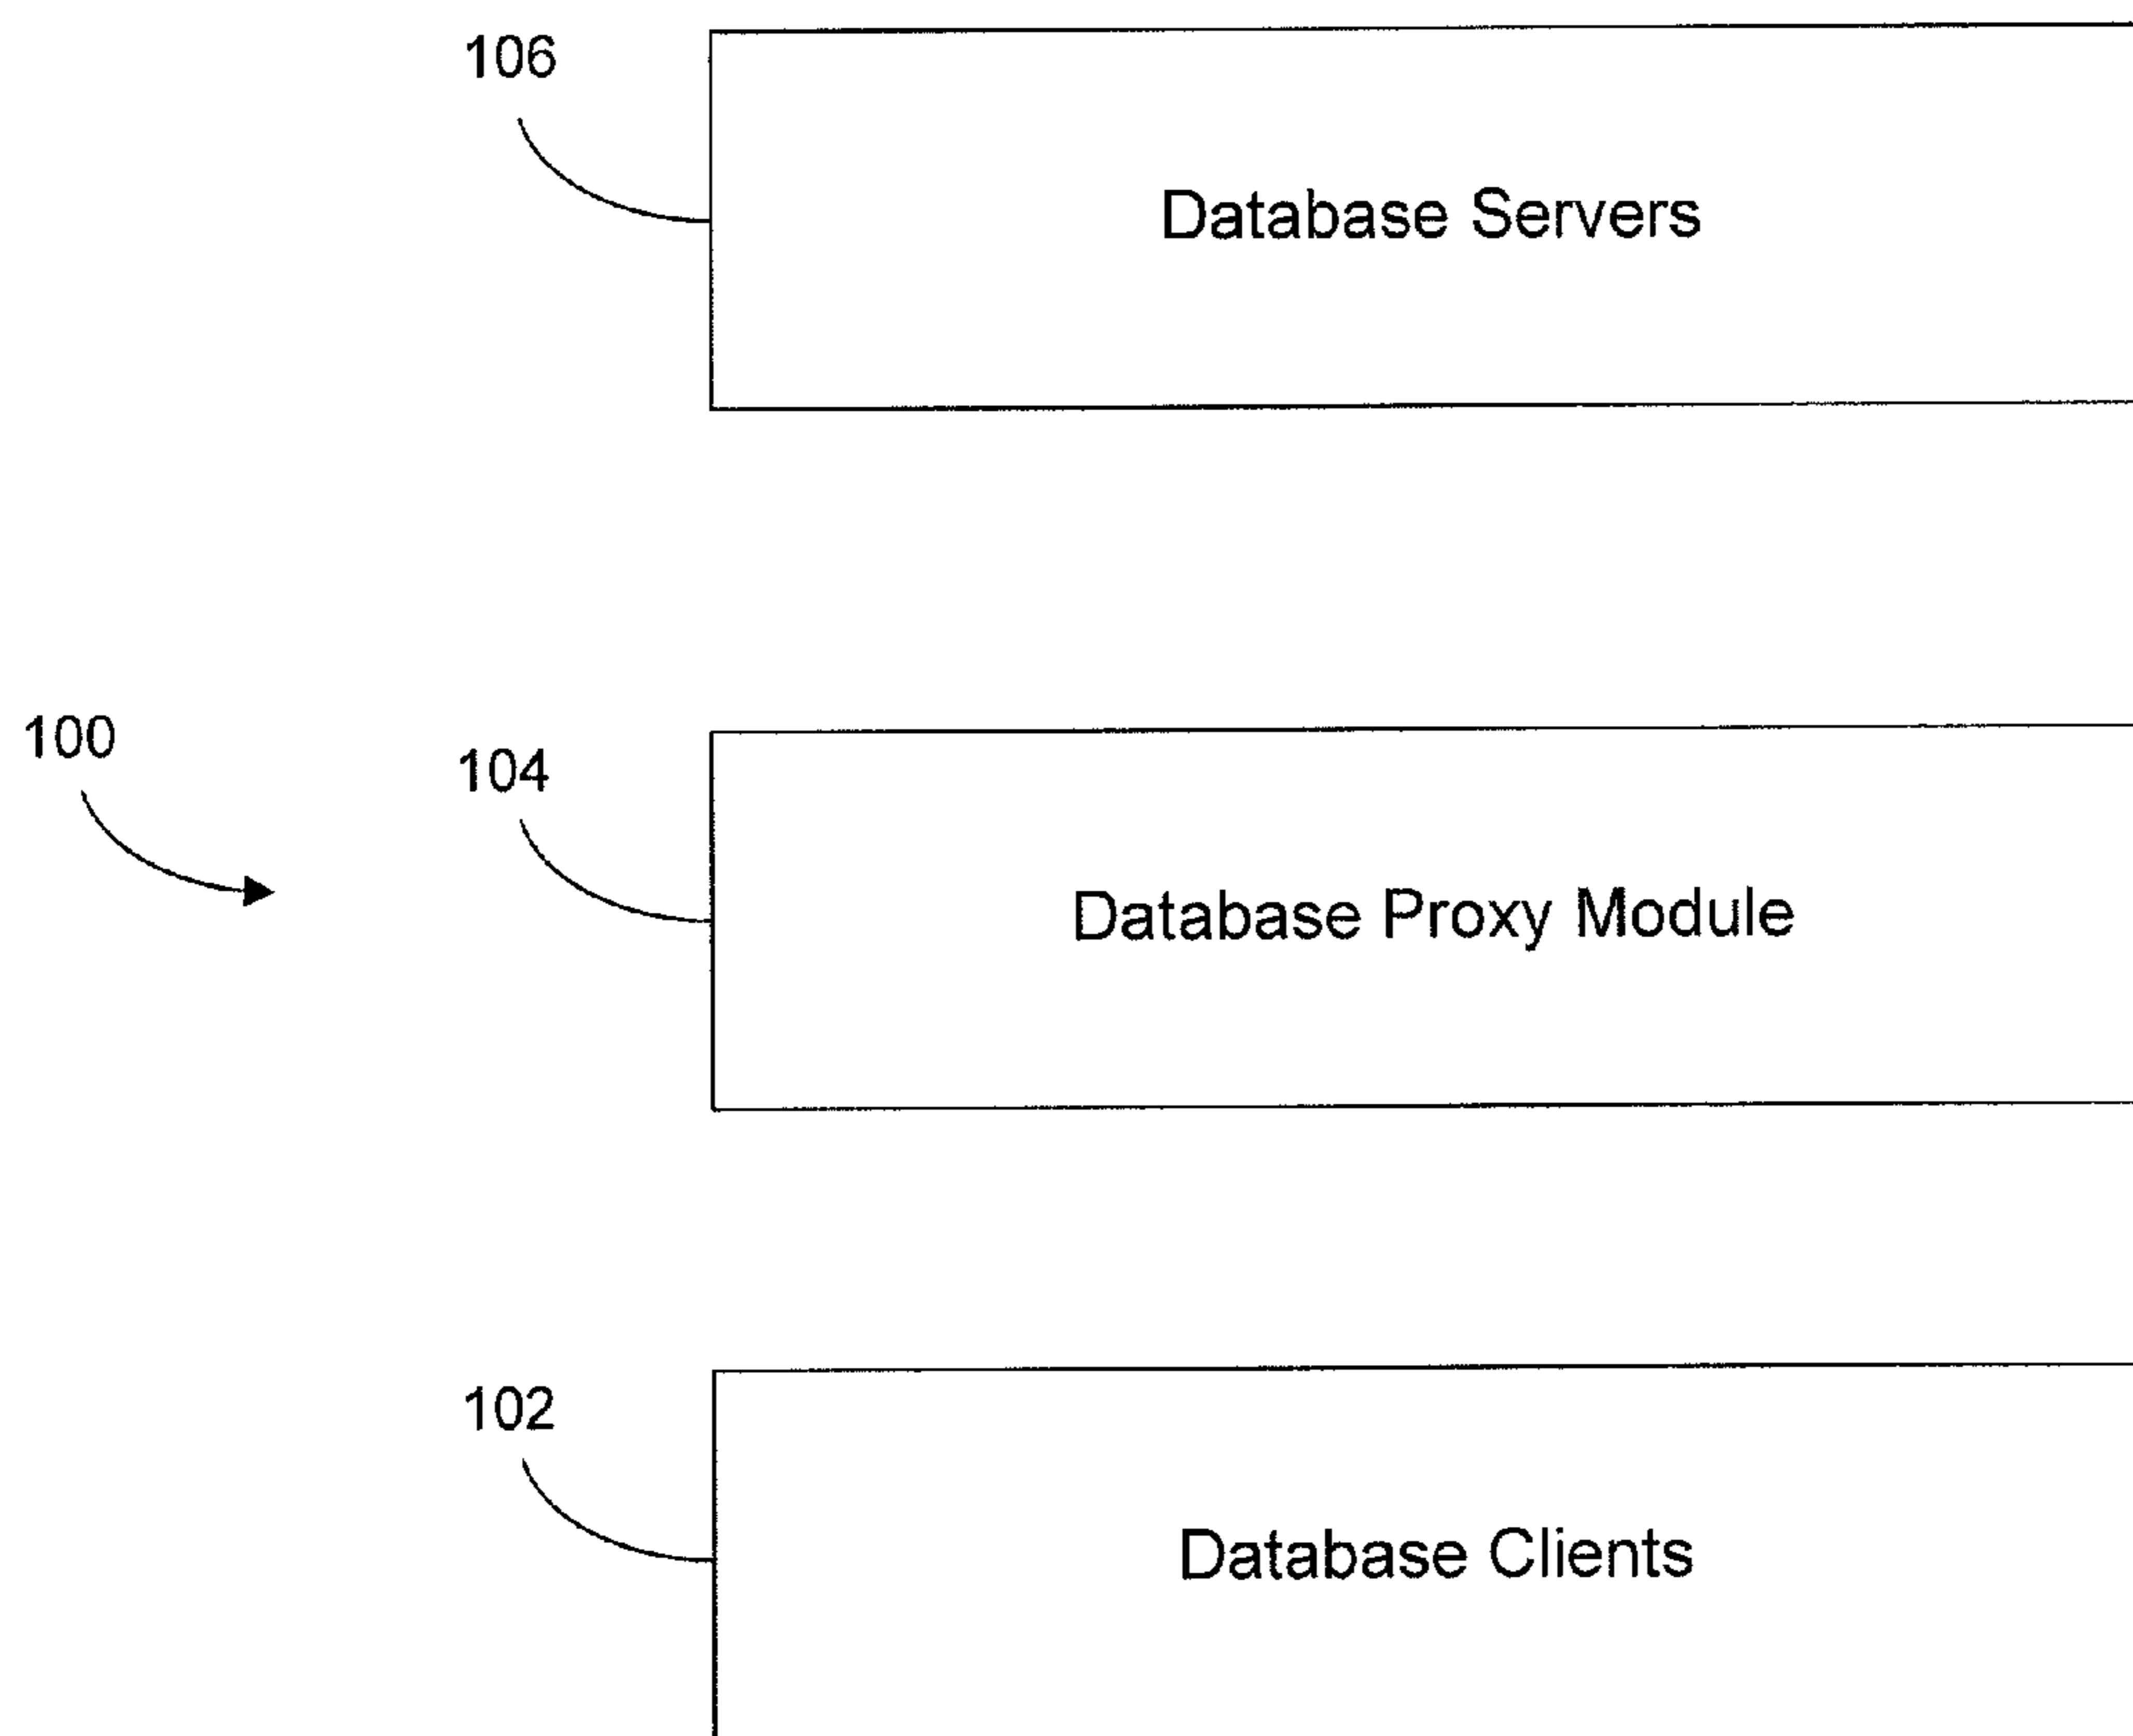 106
Database Servers
100
104
Database Proxy Module
102
Database Clients